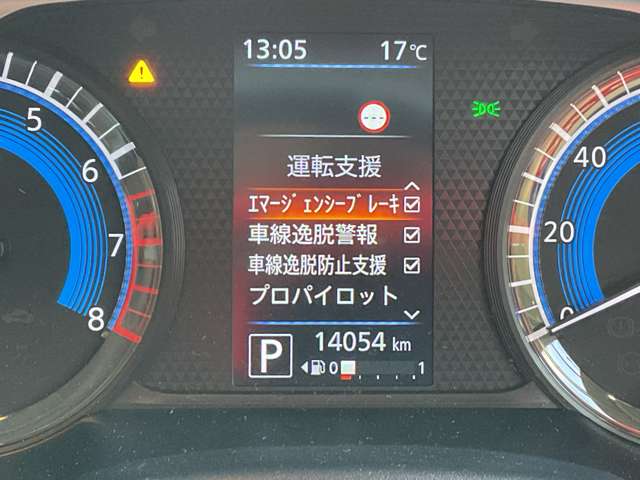 13:05 17℃
運転支援
ｴﾏｰｼﾞｪﾝｼｰﾌﾞﾚｰｷ
車線逸脱警報
車線逸脱防止支援
プロパイロット
P 14054 km
0 1
5
6
7
8
40
20
0